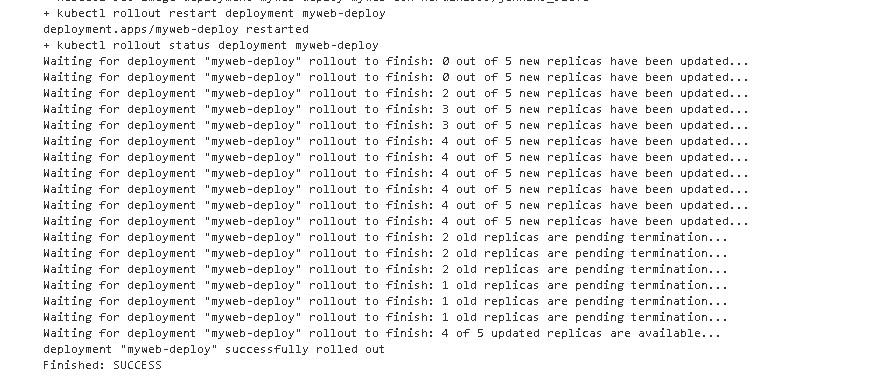 + kubectl rollout restart deployment myweb-deploy
deployment.apps/myweb-deploy restarted
+ kubectl rollout status deployment myweb-deploy
Waiting for deployment "myweb-deploy" rollout to finish: 0 out of 5 new replicas have been updated...
Waiting for deployment "myweb-deploy" rollout to finish: 0 out of 5 new replicas have been updated...
Waiting for deployment "myweb-deploy" rollout to finish: 2 out of 5 new replicas have been updated...
Waiting for deployment "myweb-deploy" rollout to finish: 3 out of 5 new replicas have been updated...
Waiting for deployment "myweb-deploy" rollout to finish: 3 out of 5 new replicas have been updated...
Waiting for deployment "myweb-deploy" rollout to finish: 4 out of 5 new replicas have been updated...
Waiting for deployment "myweb-deploy" rollout to finish: 4 out of 5 new replicas have been updated...
Waiting for deployment "myweb-deploy" rollout to finish: 4 out of 5 new replicas have been updated...
Waiting for deployment "myweb-deploy" rollout to finish: 4 out of 5 new replicas have been updated...
Waiting for deployment "myweb-deploy" rollout to finish: 4 out of 5 new replicas have been updated...
Waiting for deployment "myweb-deploy" rollout to finish: 4 out of 5 new replicas have been updated...
Waiting for deployment "myweb-deploy" rollout to finish: 2 old replicas are pending termination...
Waiting for deployment "myweb-deploy" rollout to finish: 2 old replicas are pending termination...
Waiting for deployment "myweb-deploy" rollout to finish: 2 old replicas are pending termination...
Waiting for deployment "myweb-deploy" rollout to finish: 1 old replicas are pending termination...
Waiting for deployment "myweb-deploy" rollout to finish: 1 old replicas are pending termination...
Waiting for deployment "myweb-deploy" rollout to finish: 1 old replicas are pending termination...
Waiting for deployment "myweb-deploy" rollout to finish: 4 of 5 updated replicas are available...
deployment "myweb-deploy" successfully rolled out
Finished: SUCCESS